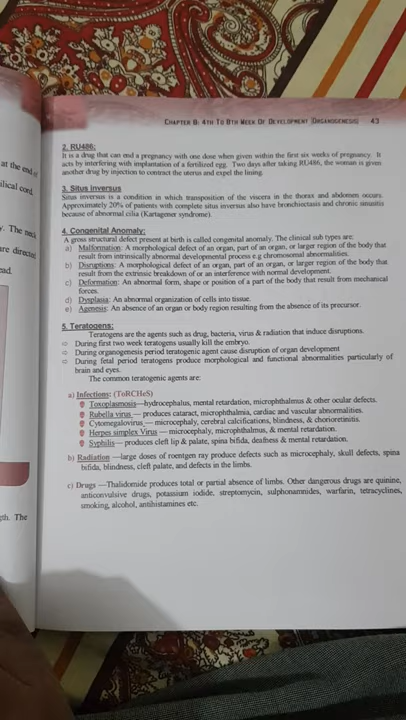 CHAPTER 8: 4TH TO 8TH WEEK OF DEVELOPMENT (ORGANOGENESIS) 43
at the end of
ilical cord.
y. The neck
are directed
ead.
pth. The
2. RU486:
It is a drug that can end a pregnancy with one dose when given within the first six weeks of pregnancy. It
acts by interfering with implantation of a fertilized egg. Two days after taking RU486, the woman is given
another drug by injection to contract the uterus and expel the lining.
3. Situs inversus
Situs inversus is a condition in which transposition of the viscera in the thorax and abdomen occurs.
Approximately 20% of patients with complete situs inversus also have bronchiectasis and chronic sinusitis
because of abnormal cilia (Kartagener syndrome).
4. Congenital Anomaly:
A gross structural defect present at birth is called congenital anomaly. The clinical sub types are:
a) Malformation: A morphological defect of an organ, part of an organ, or larger region of the body that
result from intrinsically abnormal developmental process e.g chromosomal abnormalities.
b) Disruptions: A morphological defect of an organ, part of an organ, or larger region of the body that
result from the extrinsic breakdown of or an interference with normal development.
c) Deformation: An abnormal form, shape or position of a part of the body that result from mechanical
forces.
d) Dysplasia: An abnormal organization of cells into tissue.
e) Agenesis: An absence of an organ or body region resulting from an absence of its precursor.
5. Teratogens:
Teratogens are the agents such as drug, bacteria, virus & radiation that induce disruptions.
⇨ During first two week teratogens usually kill the embryo.
⇨ During organogenesis period teratogenic agent cause disruption of organ development
⇨ During fetal period teratogens produce morphological and functional abnormalities particularly of
brain and eyes.
The common teratogenic agents are:
a) Infections: (ToRCHeS)
Toxoplasmosis—hydrocephalus, mental retardation, microphthalmus & other ocular defects.
Rubella virus — produces cataract, microphthalmia, cardiac and vascular abnormalities.
Cytomegalovirus — microcephaly, cerebral calcifications, blindness, & chorioretinitis.
Herpes simplex Virus — microcephaly, microphthalmus, & mental retardation.
Syphilis— produces cleft lip & palate, spina bifida, deafness & mental retardation.
b) Radiation —large doses of roentgen ray produce defects such as microcephaly, skull defects, spina
bifida, blindness, cleft palate, and defects in the limbs.
c) Drugs —Thalidomide produces total or partial absence of limbs. Other dangerous drugs are quinine,
anticonvulsive drugs, potassium iodide, streptomycin, sulphonamides, warfarin, tetracyclines,
smoking, alcohol, antihistamines etc.